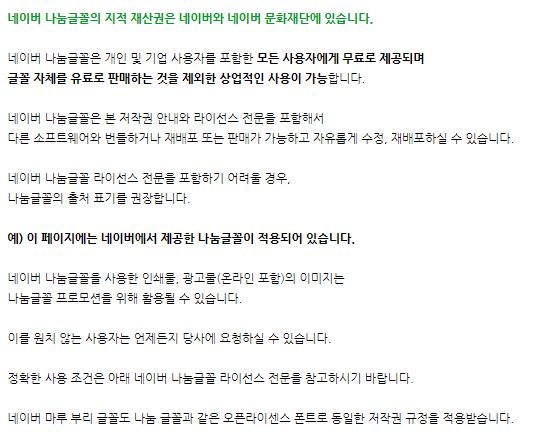 네이버 나눔글꼴의 지적 재산권은 네이버와 네이버 문화재단에 있습니다.
네이버 나눔글꼴은 개인 및 기업 사용자를 포함한 모든 사용자에게 무료로 제공되며
글꼴 자체를 유료로 판매하는 것을 제외한 상업적인 사용이 가능합니다.
네이버 나눔글꼴은 본 저작권 안내와 라이선스 전문을 포함해서
다른 소프트웨어와 번들하거나 재배포 또는 판매가 가능하고 자유롭게 수정, 재배포하실 수 있습니다.
네이버 나눔글꼴 라이선스 전문을 포함하기 어려울 경우,
나눔글꼴의 출처 표기를 권장합니다.
예) 이 페이지에는 네이버에서 제공한 나눔글꼴이 적용되어 있습니다.
네이버 나눔글꼴을 사용한 인쇄물, 광고물(온라인 포함)의 이미지는
나눔글꼴 프로모션을 위해 활용될 수 있습니다.
이를 원치 않는 사용자는 언제든지 당사에 요청하실 수 있습니다.
정확한 사용 조건은 아래 네이버 나눔글꼴 라이선스 전문을 참고하시기 바랍니다.
네이버 마루 부리 글꼴도 나눔 글꼴과 같은 오픈라이센스 폰트로 동일한 저작권 규정을 적용받습니다.